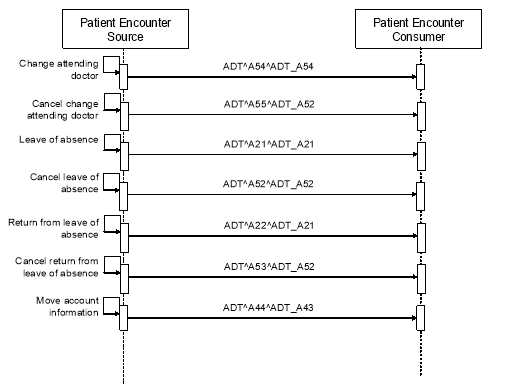 Patient Encounter
Source
Patient Encounter
Consumer
Change attending
doctor
ADT^A54^ADT_A54
Cancel change
attending doctor
ADT^A55^ADT_A52
Leave of absence
ADT^A21^ADT_A21
Cancel leave of
absence
ADT^A52^ADT_A52
Return from leave of
absence
ADT^A22^ADT_A21
Cancel return from
leave of absence
ADT^A53^ADT_A52
Move account
information
ADT^A44^ADT_A43